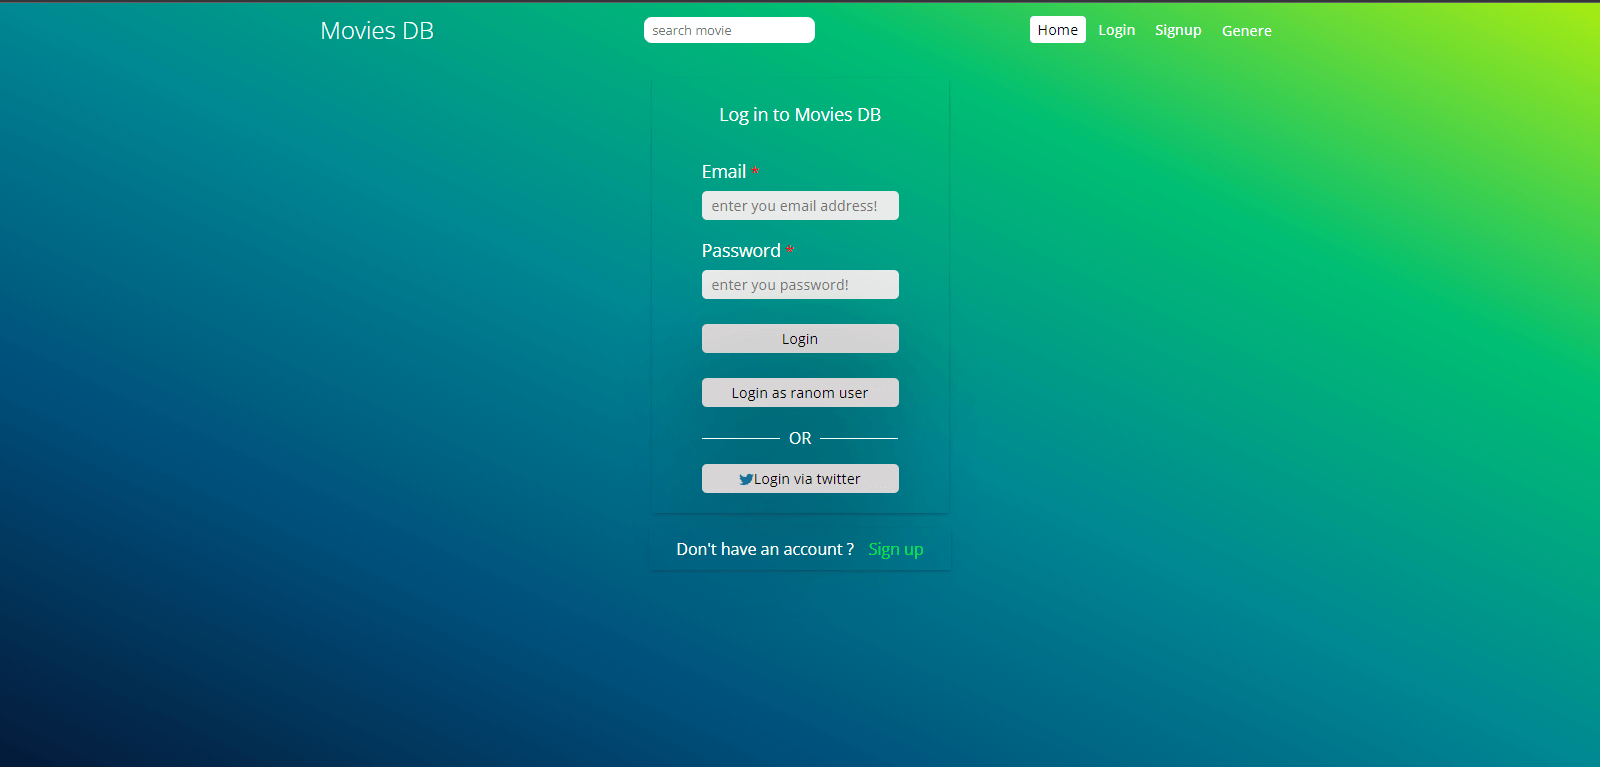 Movies DB
search movie
Home Login Signup Genere
Log in to Movies DB
Email *
enter you email address!
Password *
enter you password!
Login
Login as ranom user
OR
Login via twitter
Don't have an account ? Sign up